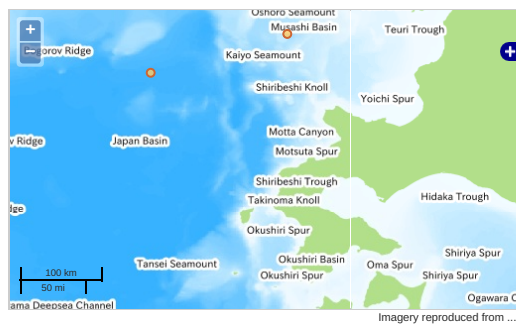 Oshoro Seamount
Musashi Basin
Teuri Trough
+
−
gorov Ridge
Kaiyo Seamount
+
Shiribeshi Knoll
Yoichi Spur
Motta Canyon
v Ridge
Japan Basin
Motsuta Spur
Shiribeshi Trough
Takinoma Knoll
Hidaka Trough
dge
Okushiri Spur
Shiriya Spur
Tansei Seamount
Okushiri Basin
Oma Spur
Okushiri Spur
Shiriya Spur
100 km
50 mi
Ogawara C
ama Deepsea Channel
Imagery reproduced from ...